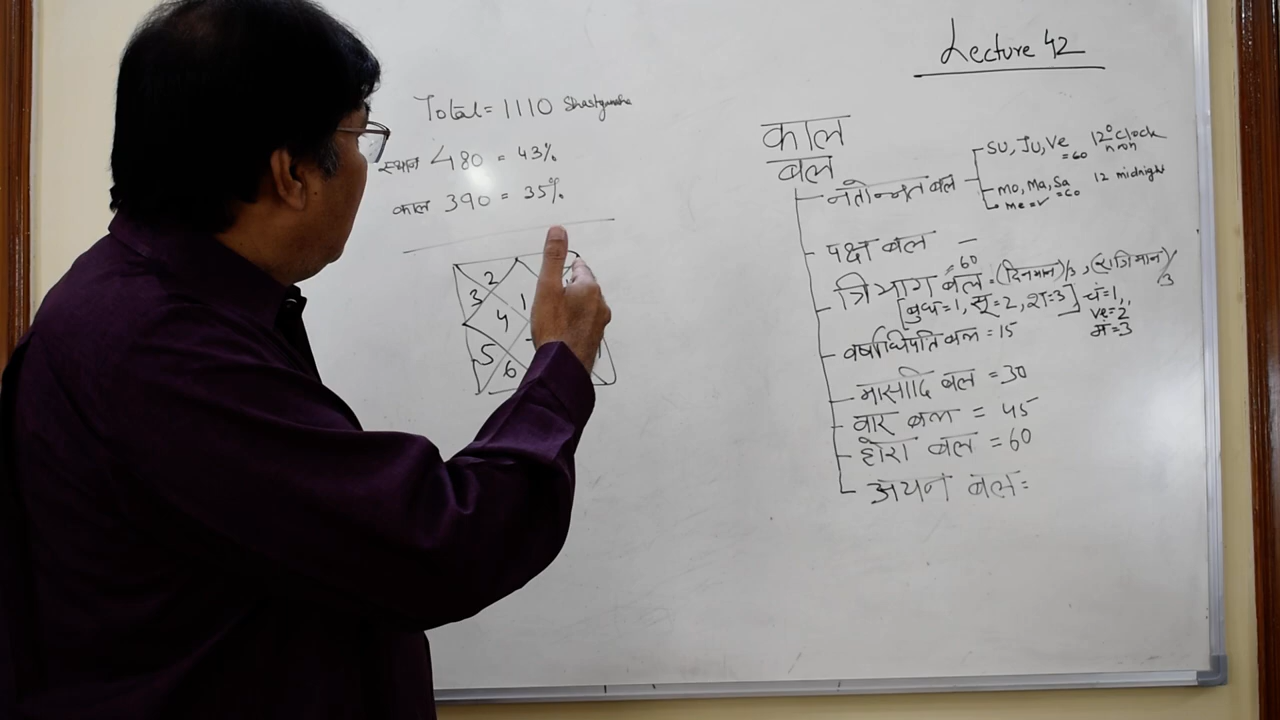 Lecture 42
Total = 1110 Shastyamsha
स्थान 480 = 43%
काल 390 = 35%
2
3
1
4
5
6
काल
बल
नतोन्नत बल
SU, JU, Ve = 60 12 O clock noon
Mo, Ma, Sa = 60 12 midnight
Me = ✓
पक्ष बल —
त्रिभाग बल = 60 = (दिनमान)/3, (रात्रिमान)/3
[बुध=1, सू=2, श=3] चं=1,
Ve=2
मं=3
वर्षाधिपति बल = 15
मासादि बल = 30
वार बल = 45
होरा बल = 60
अयन बल =